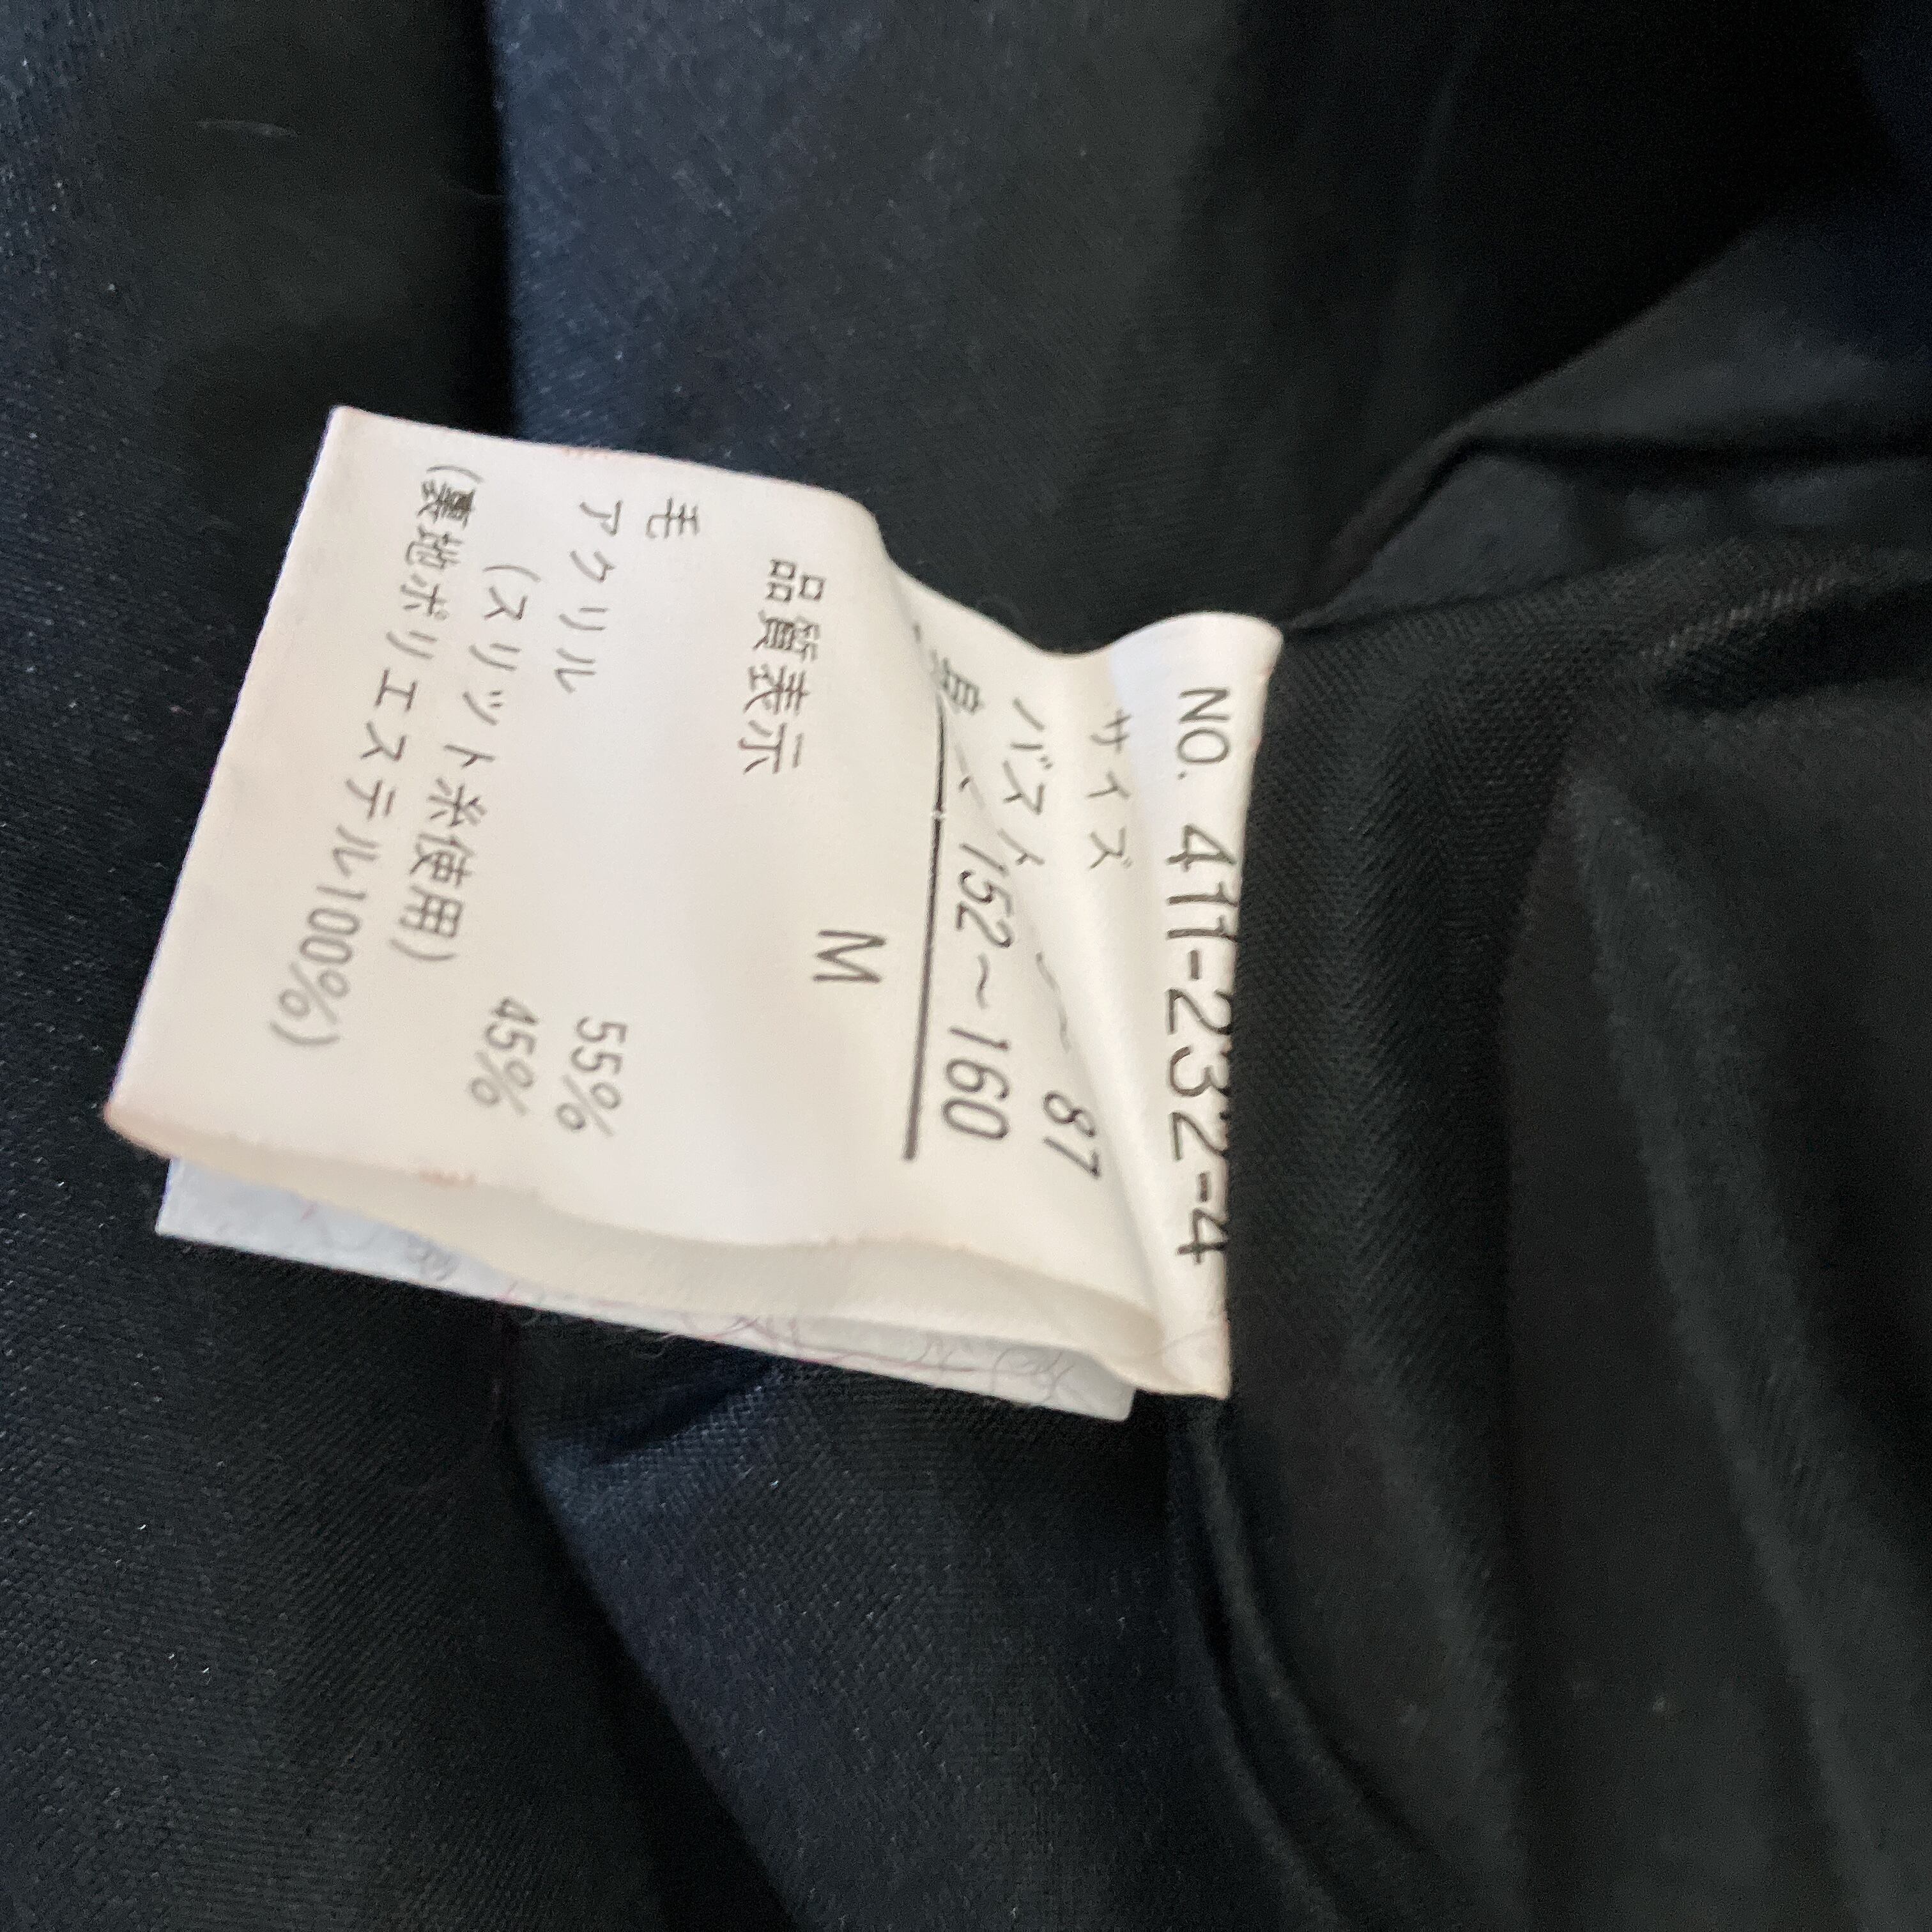 NO. 411-232-4
サイズ
バスト ～ 87
身 152～160
M
品質表示
毛 55%
アクリル 45%
(スリット糸使用)
(裏地ポリエステル100%)